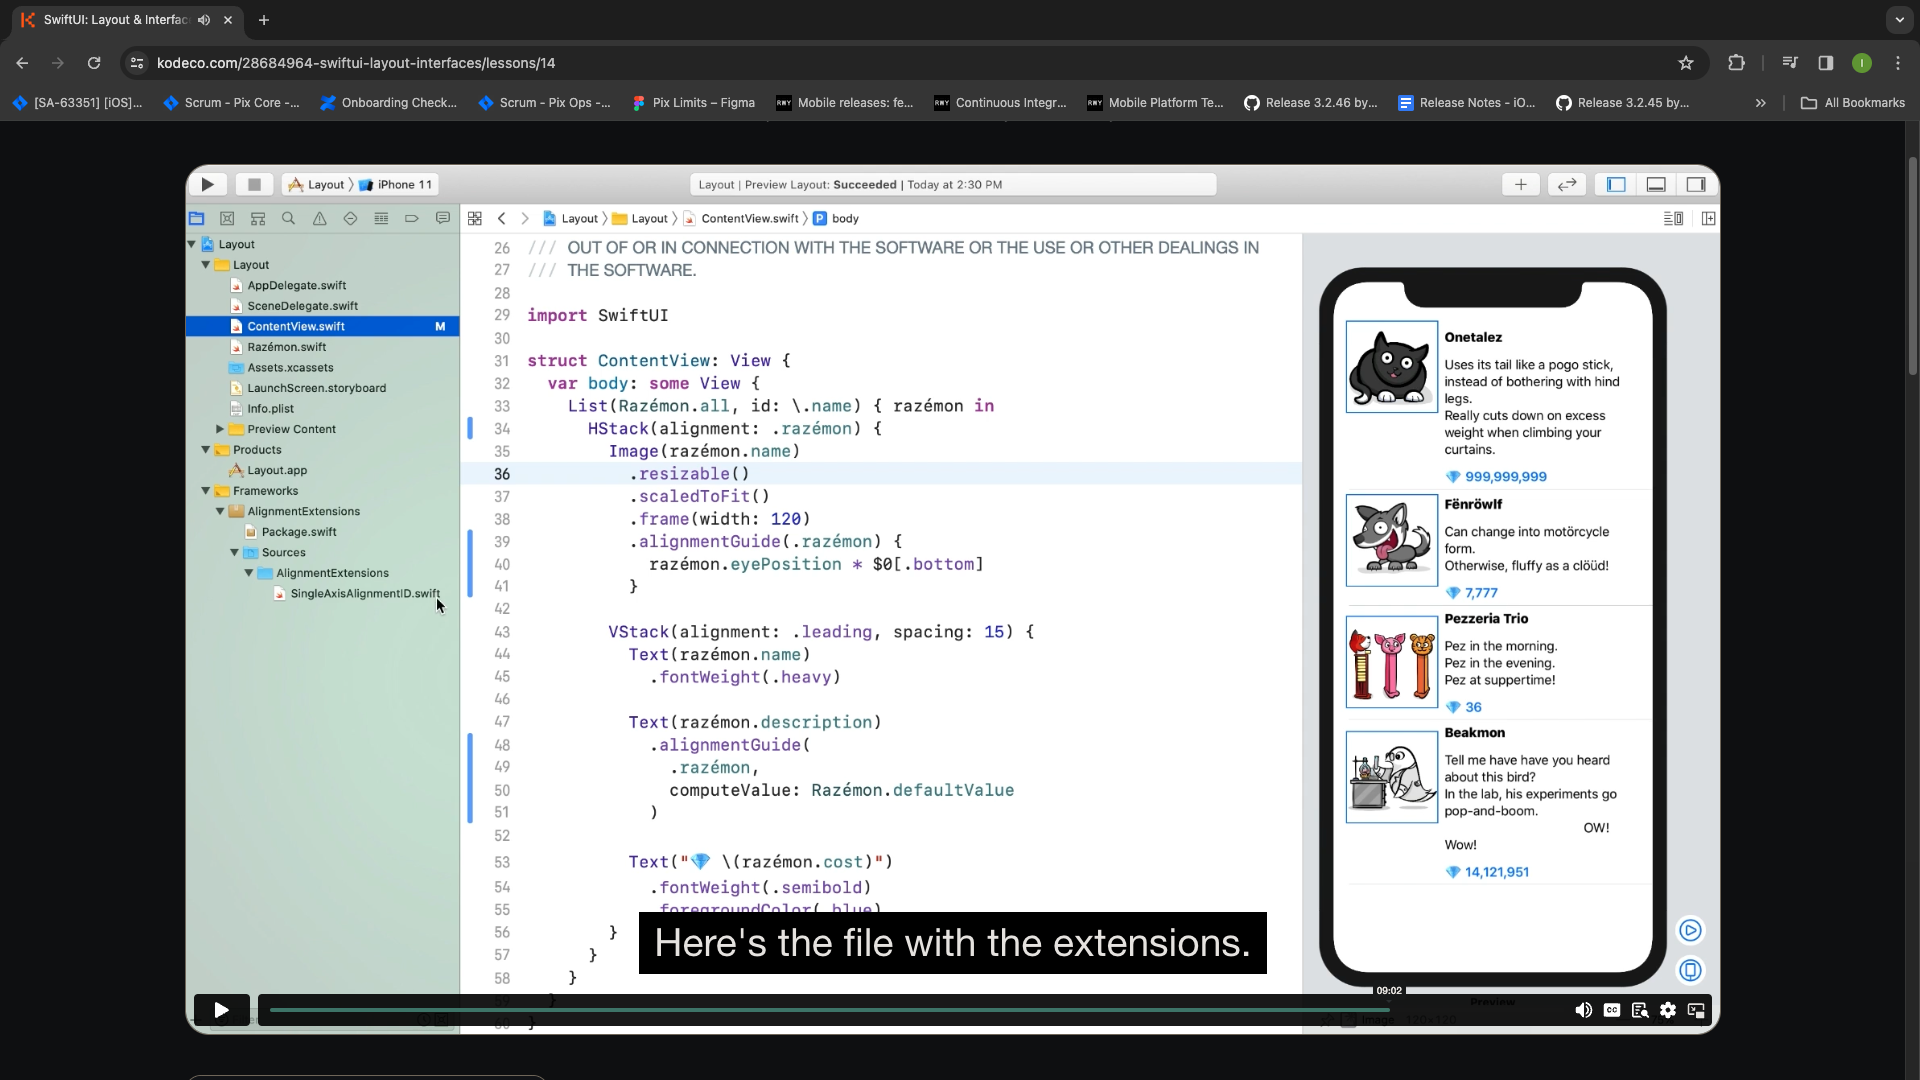 SwiftUI: Layout & Interfac
kodeco.com/28684964-swiftui-layout-interfaces/lessons/14
[SA-63351] [iOS]...
Scrum - Pix Core -...
Onboarding Check...
Scrum - Pix Ops -...
Pix Limits – Figma
Mobile releases: fe...
Continuous Integr...
Mobile Platform Te...
Release 3.2.46 by...
Release Notes - iO...
Release 3.2.45 by...
»
All Bookmarks
Layout
iPhone 11
Layout | Preview Layout: Succeeded | Today at 2:30 PM
Layout
Layout
ContentView.swift
P
body
Layout
Layout
AppDelegate.swift
SceneDelegate.swift
ContentView.swift
M
Razémon.swift
Assets.xcassets
LaunchScreen.storyboard
Info.plist
Preview Content
Products
Layout.app
Frameworks
AlignmentExtensions
Package.swift
Sources
AlignmentExtensions
SingleAxisAlignmentID.swift
26 /// OUT OF OR IN CONNECTION WITH THE SOFTWARE OR THE USE OR OTHER DEALINGS IN
27 /// THE SOFTWARE.
28
29 import SwiftUI
30
31 struct ContentView: View {
32 var body: some View {
33 List(Razémon.all, id: \.name) { razémon in
34 HStack(alignment: .razémon) {
35 Image(razémon.name)
36 .resizable()
37 .scaledToFit()
38 .frame(width: 120)
39 .alignmentGuide(.razémon) {
40 razémon.eyePosition * $0[.bottom]
41 }
42
43 VStack(alignment: .leading, spacing: 15) {
44 Text(razémon.name)
45 .fontWeight(.heavy)
46
47 Text(razémon.description)
48 .alignmentGuide(
49 .razémon,
50 computeValue: Razémon.defaultValue
51 )
52
53 Text("💎 \(razémon.cost)")
54 .fontWeight(.semibold)
55 .foregroundColor(.blue)
56 }
57 }
58 }
59 }
60 }
Onetalez
Uses its tail like a pogo stick,
instead of bothering with hind
legs.
Really cuts down on excess
weight when climbing your
curtains.
💎 999,999,999
Fënröwlf
Can change into motörcycle
form.
Otherwise, fluffy as a clöüd!
💎 7,777
Pezzeria Trio
Pez in the morning.
Pez in the evening.
Pez at suppertime!
💎 36
Beakmon
Tell me have have you heard
about this bird?
In the lab, his experiments go
pop-and-boom.
OW!
Wow!
💎 14,121,951
Here's the file with the extensions.
09:02
Preview
Image 120×120
CC